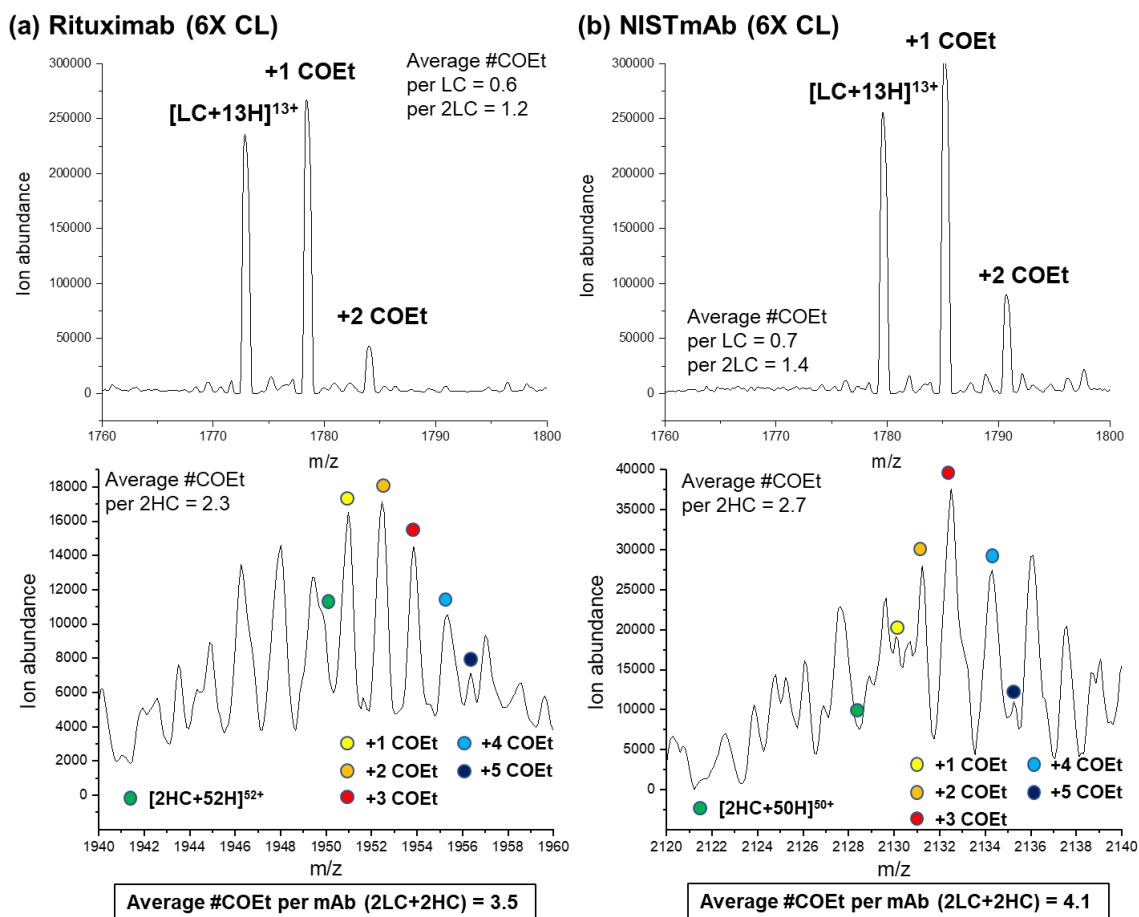 (a) Rituximab (6X CL)
300000
250000
200000
150000
100000
50000
0
Ion abundance
+1 COEt
[LC+13H]¹³⁺
+2 COEt
Average #COEt
per LC = 0.6
per 2LC = 1.2
1760
1770
1780
1790
1800
m/z
(b) NISTmAb (6X CL)
300000
250000
200000
150000
100000
50000
0
Ion abundance
+1 COEt
[LC+13H]¹³⁺
+2 COEt
Average #COEt
per LC = 0.7
per 2LC = 1.4
1760
1770
1780
1790
1800
m/z
18000
16000
14000
12000
10000
8000
6000
4000
2000
0
Ion abundance
Average #COEt
per 2HC = 2.3
+1 COEt
+2 COEt
+3 COEt
+4 COEt
+5 COEt
[2HC+52H]⁵²⁺
1940 1942 1944 1946 1948 1950 1952 1954 1956 1958 1960
m/z
Average #COEt per mAb (2LC+2HC) = 3.5
40000
35000
30000
25000
20000
15000
10000
5000
0
Ion abundance
Average #COEt
per 2HC = 2.7
+1 COEt
+2 COEt
+3 COEt
+4 COEt
+5 COEt
[2HC+50H]⁵⁰⁺
2120 2122 2124 2126 2128 2130 2132 2134 2135 2138 2140
m/z
Average #COEt per mAb (2LC+2HC) = 4.1